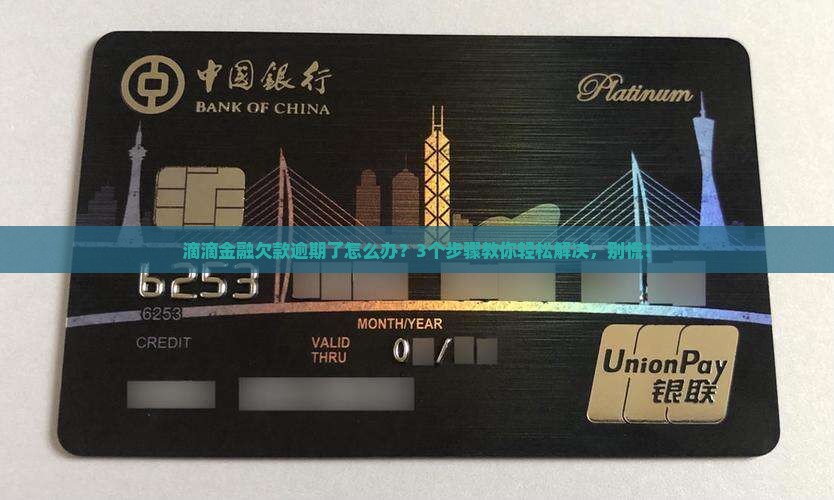 中国銀行
BANK OF CHINA
Platinum
滴滴金融欠款逾期了怎么办？3个步骤教你轻松解决，别慌！
6253
6253
MONTH/YEAR
CREDIT
VALID
THRU
0 /
UnionPay
银联